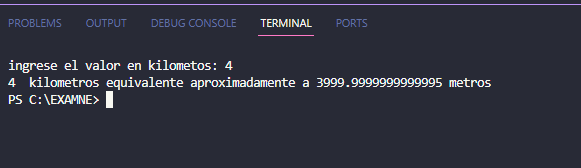 PROBLEMS OUTPUT DEBUG CONSOLE TERMINAL PORTS
ingrese el valor en kilometos: 4
4  kilometros equivalente aproximadamente a 3999.9999999999995 metros
PS C:\EXAMNE>